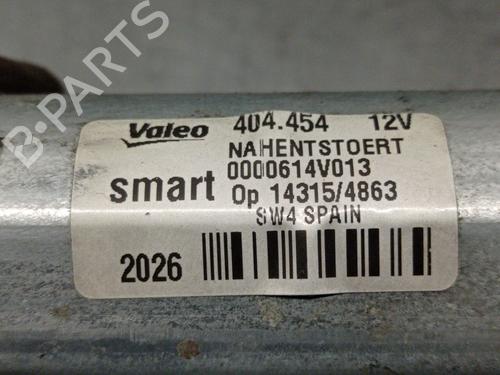 Valeo 404.454 12V
NAHENTSTOERT
0000614V013
smart Op 14315/4863
SW4 SPAIN
2026
B-PARTS